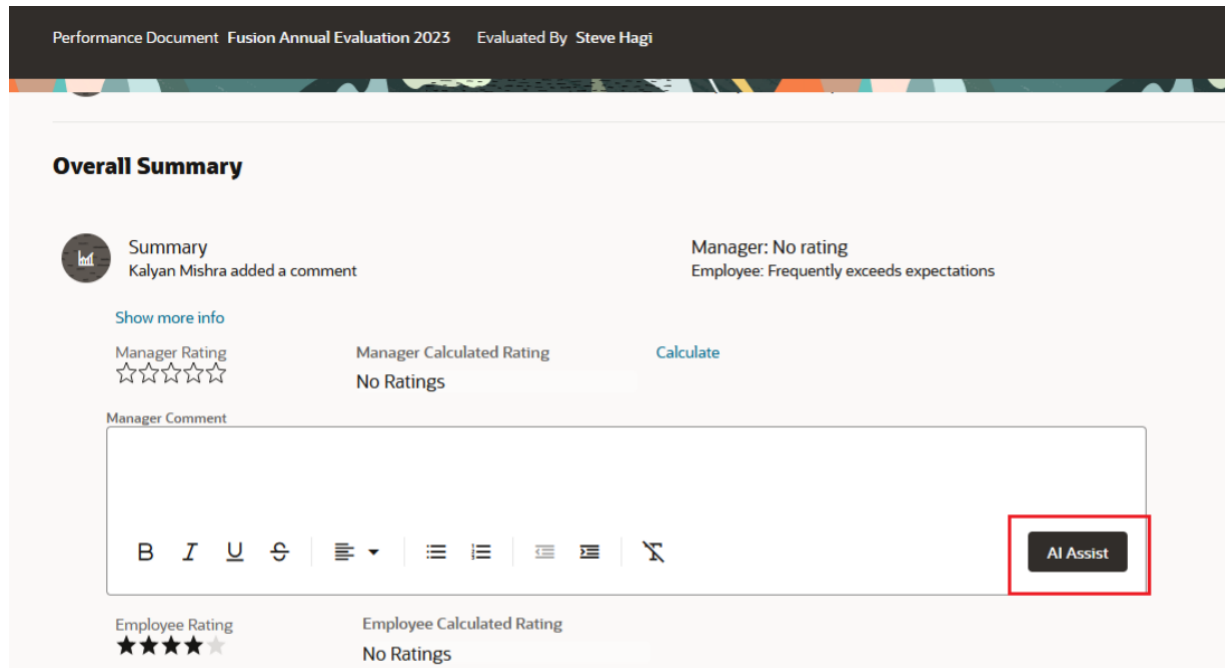 Performance Document Fusion Annual Evaluation 2023 Evaluated By Steve Hagi
Overall Summary
Summary
Manager: No rating
Kalyan Mishra added a comment
Employee: Frequently exceeds expectations
Show more info
Manager Rating
Manager Calculated Rating
Calculate
No Ratings
Manager Comment
B I U S
AI Assist
Employee Rating
Employee Calculated Rating
No Ratings